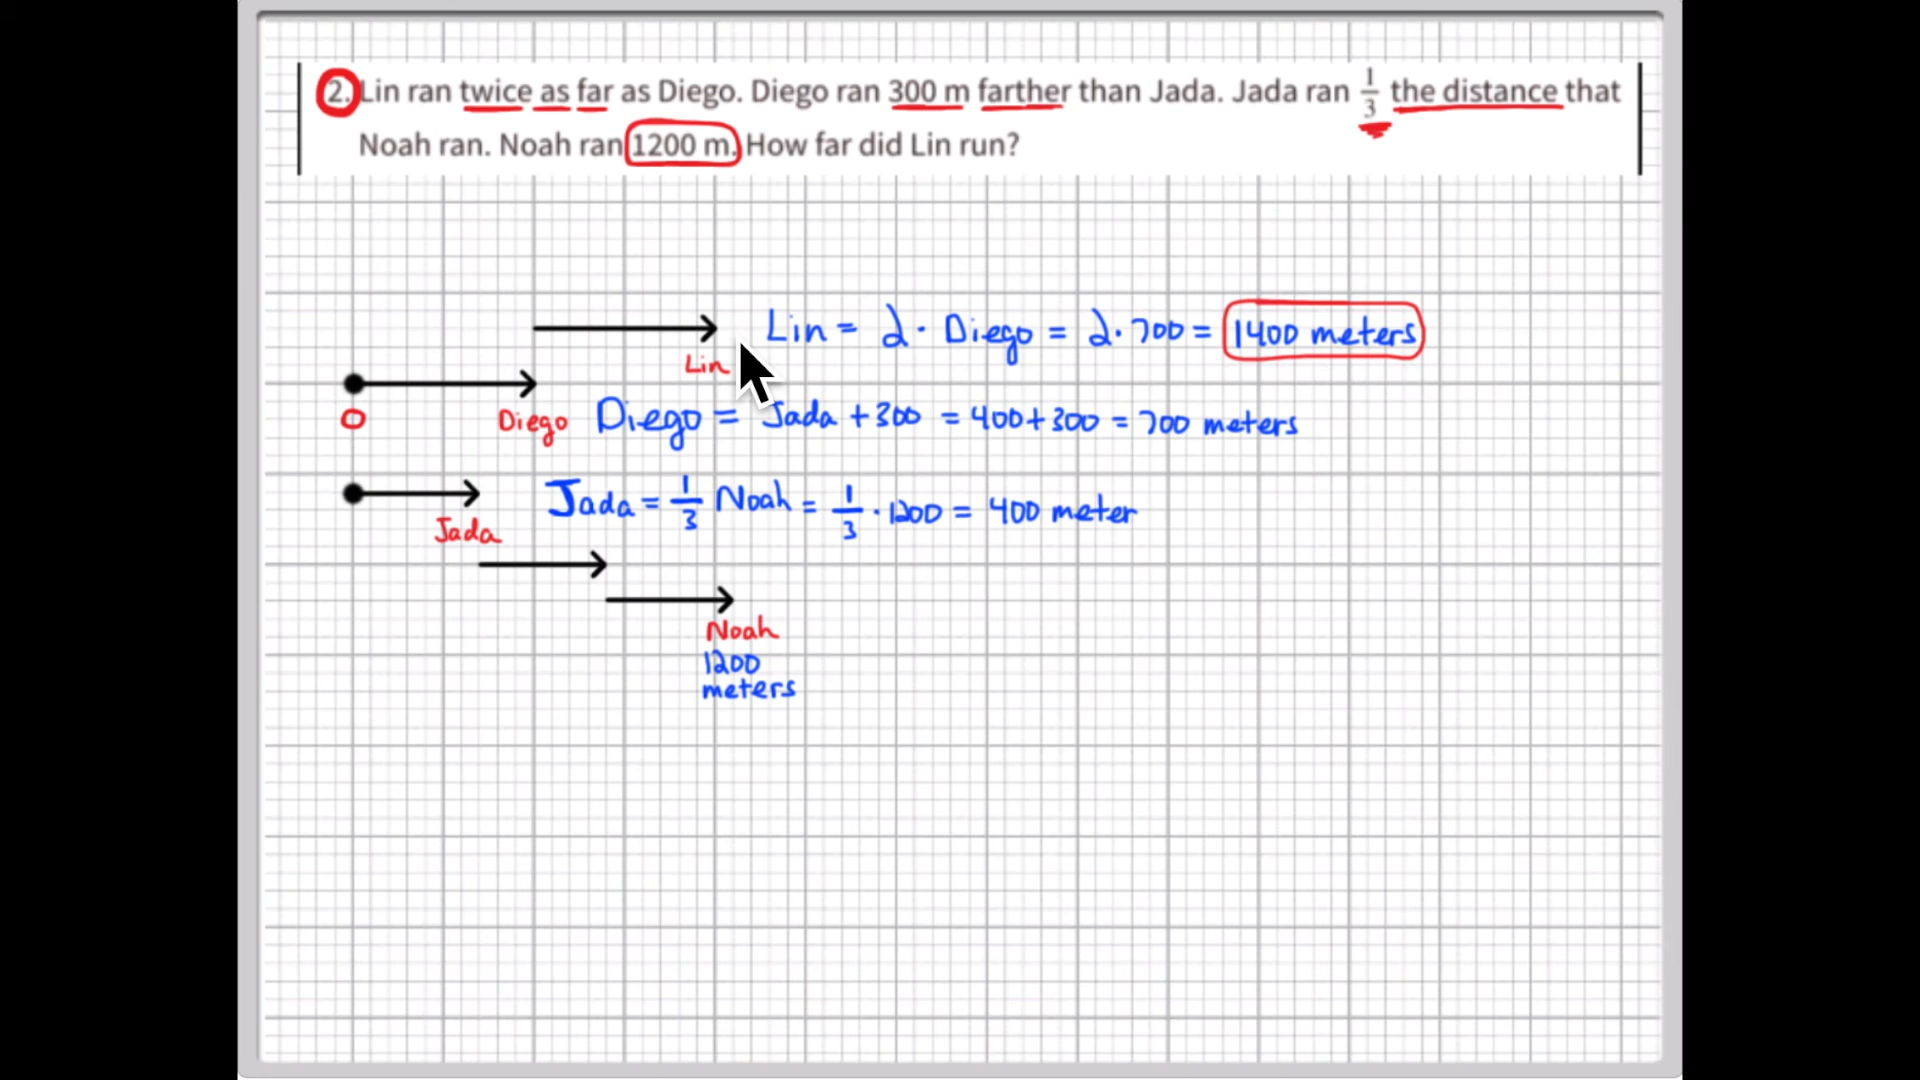 2. Lin ran twice as far as Diego. Diego ran 300 m farther than Jada. Jada ran 1/3 the distance that
Noah ran. Noah ran 1200 m. How far did Lin run?
Lin = 2 · Diego = 2 · 700 = 1400 meters
Lin
0
Diego
Diego = Jada + 300 = 400 + 300 = 700 meters
Jada = 1/3 Noah = 1/3 · 1200 = 400 meter
Jada
Noah
1200
meters